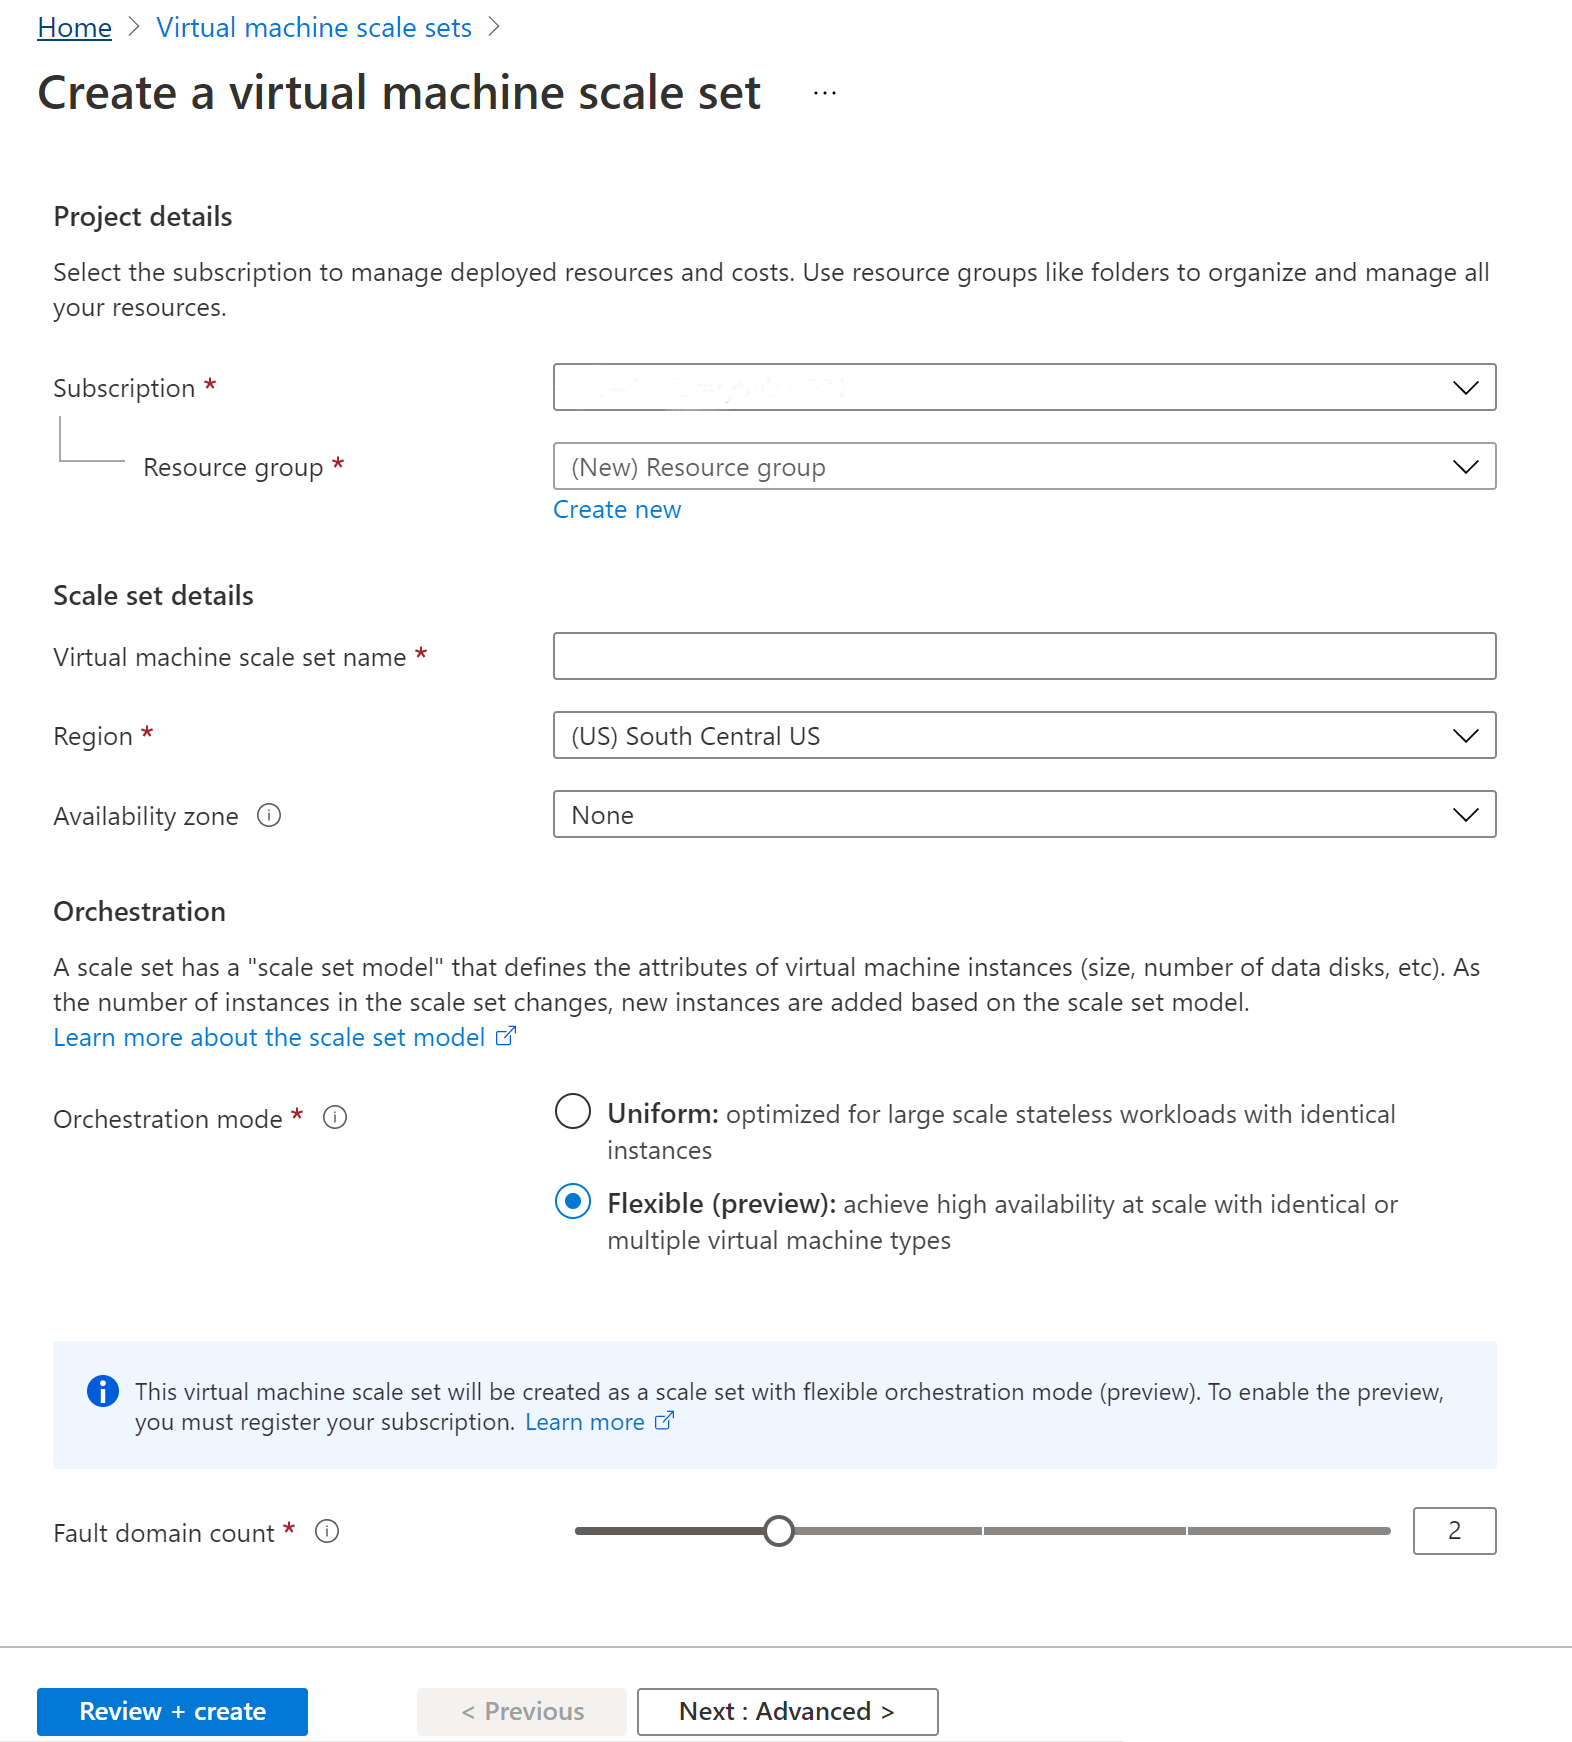 Home > Virtual machine scale sets >
Create a virtual machine scale set ...
Project details
Select the subscription to manage deployed resources and costs. Use resource groups like folders to organize and manage all
your resources.
Subscription *
Resource group *
(New) Resource group
Create new
Scale set details
Virtual machine scale set name *
Region *
(US) South Central US
Availability zone
None
Orchestration
A scale set has a "scale set model" that defines the attributes of virtual machine instances (size, number of data disks, etc). As
the number of instances in the scale set changes, new instances are added based on the scale set model.
Learn more about the scale set model
Orchestration mode *
Uniform: optimized for large scale stateless workloads with identical
instances
Flexible (preview): achieve high availability at scale with identical or
multiple virtual machine types
This virtual machine scale set will be created as a scale set with flexible orchestration mode (preview). To enable the preview,
you must register your subscription. Learn more
Fault domain count *
2
Review + create
< Previous
Next : Advanced >